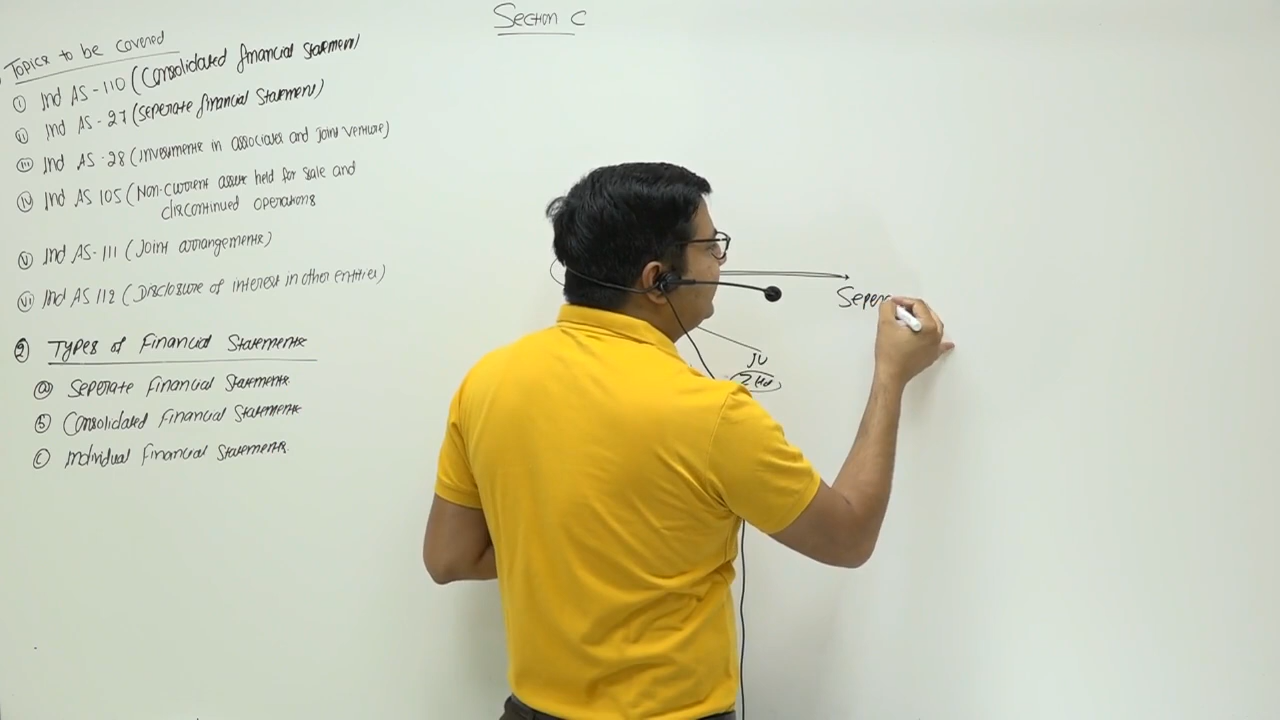 Section C
Topics to be covered
(i) Ind AS-110 (Consolidated financial Statement)
(ii) Ind AS-27 (Seperate financial Statement)
(iii) Ind AS-28 (Investments in associates and Joint Venture)
(iv) Ind AS 105 (Non-Current assets held for Sale and
discontinued operations
(v) Ind AS-111 (Joint arrangements)
(vi) Ind AS 112 (Disclosure of interest in other entities)
② Types of Financial Statements
(a) Seperate Financial Statements
(b) Consolidated Financial Statements
(c) Individual Financial Statements.
Seper
JV